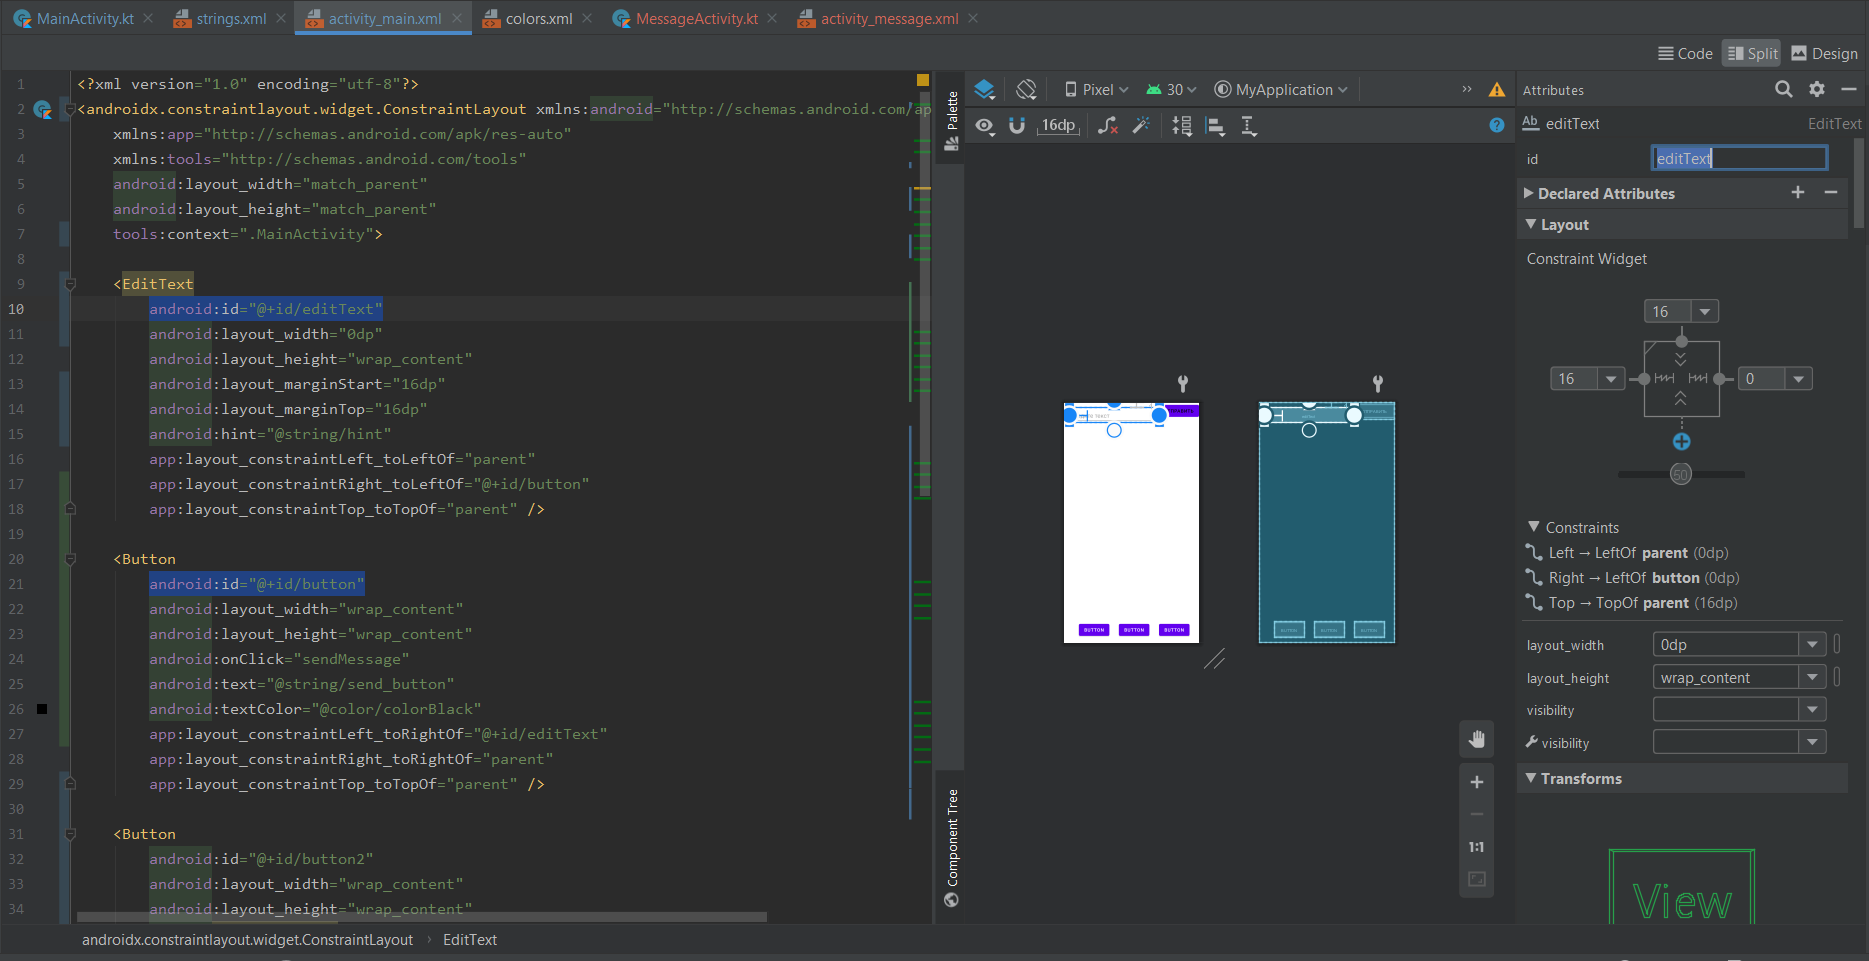 MainActivity.kt strings.xml activity_main.xml colors.xml MessageActivity.kt activity_message.xml
Code Split Design
1 <?xml version="1.0" encoding="utf-8"?>
2 <androidx.constraintlayout.widget.ConstraintLayout xmlns:android="http://schemas.android.com/ap
3 xmlns:app="http://schemas.android.com/apk/res-auto"
4 xmlns:tools="http://schemas.android.com/tools"
5 android:layout_width="match_parent"
6 android:layout_height="match_parent"
7 tools:context=".MainActivity">
8
9 <EditText
10 android:id="@+id/editText"
11 android:layout_width="0dp"
12 android:layout_height="wrap_content"
13 android:layout_marginStart="16dp"
14 android:layout_marginTop="16dp"
15 android:hint="@string/hint"
16 app:layout_constraintLeft_toLeftOf="parent"
17 app:layout_constraintRight_toLeftOf="@+id/button"
18 app:layout_constraintTop_toTopOf="parent" />
19
20 <Button
21 android:id="@+id/button"
22 android:layout_width="wrap_content"
23 android:layout_height="wrap_content"
24 android:onClick="sendMessage"
25 android:text="@string/send_button"
26 android:textColor="@color/colorBlack"
27 app:layout_constraintLeft_toRightOf="@+id/editText"
28 app:layout_constraintRight_toRightOf="parent"
29 app:layout_constraintTop_toTopOf="parent" />
30
31 <Button
32 android:id="@+id/button2"
33 android:layout_width="wrap_content"
34 android:layout_height="wrap_content"
androidx.constraintlayout.widget.ConstraintLayout › EditText
Palette
Component Tree
Pixel 30 MyApplication »
16dp ?
BUTTON BUTTON BUTTON
BUTTON BUTTON BUTTON
1:1
Attributes
Ab editText EditText
id editText
Declared Attributes
Layout
Constraint Widget
16
16 0
50
Constraints
Left → LeftOf parent (0dp)
Right → LeftOf button (0dp)
Top → TopOf parent (16dp)
layout_width 0dp
layout_height wrap_content
visibility
visibility
Transforms
View